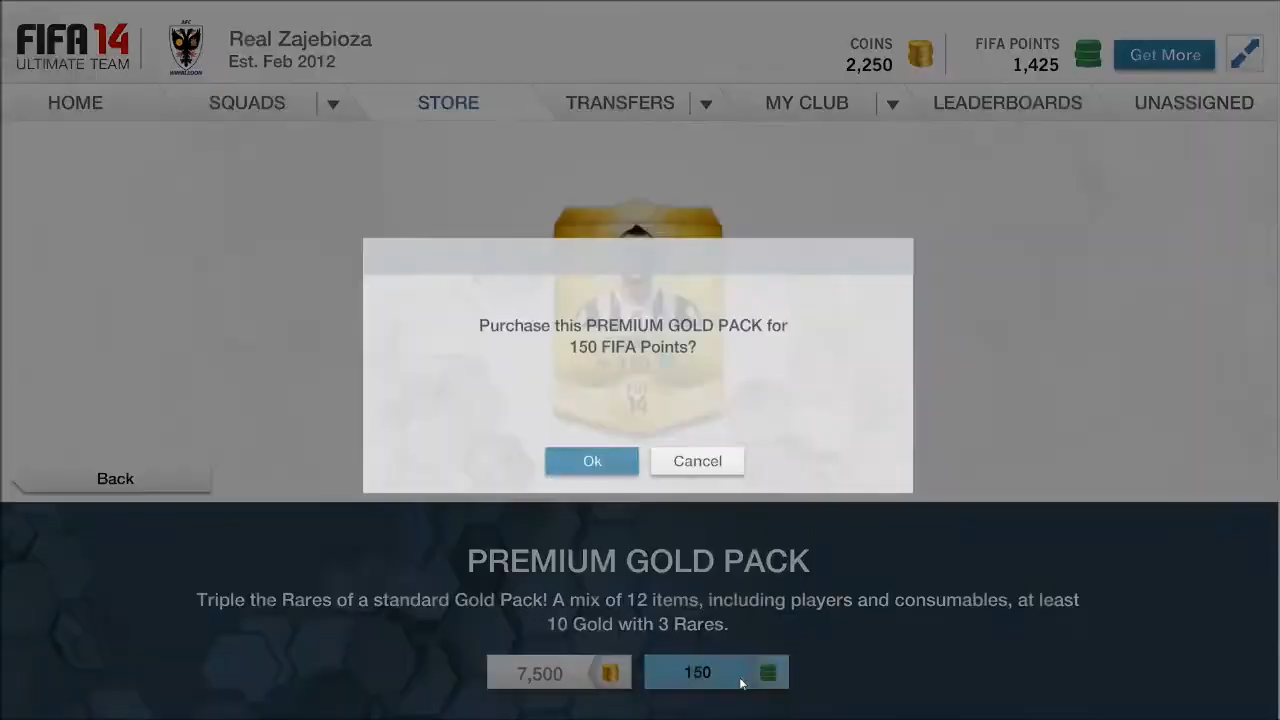 FIFA 14
ULTIMATE TEAM
AFC
WIMBLEDON
Real Zajebioza
Est. Feb 2012
COINS
2,250
FIFA POINTS
1,425
Get More
HOME
SQUADS
STORE
TRANSFERS
MY CLUB
LEADERBOARDS
UNASSIGNED
Purchase this PREMIUM GOLD PACK for
150 FIFA Points?
14
Ok
Cancel
Back
PREMIUM GOLD PACK
Triple the Rares of a standard Gold Pack! A mix of 12 items, including players and consumables, at least
10 Gold with 3 Rares.
7,500
150